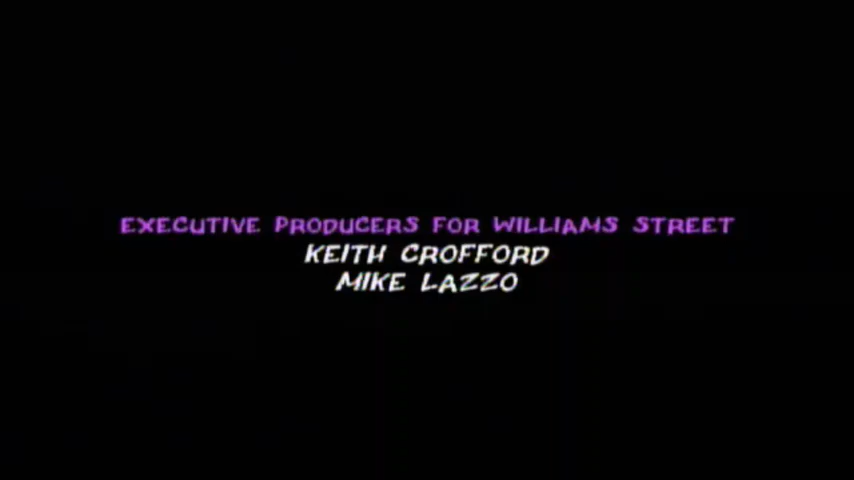 EXECUTIVE PRODUCERS FOR WILLIAMS STREET
KEITH CROFFORD
MIKE LAZZO